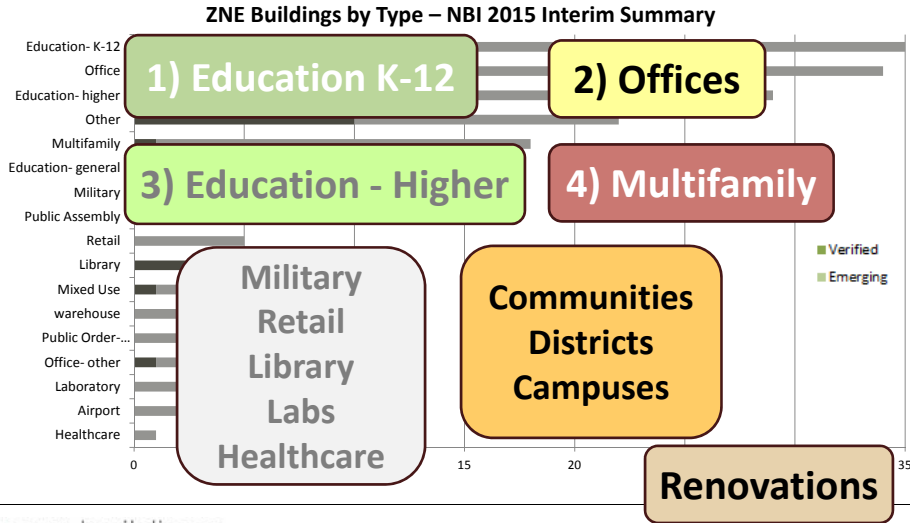 ZNE Buildings by Type – NBI 2015 Interim Summary
Education- K-12
Office
Education- higher
Other
Multifamily
Education- general
Military
Public Assembly
Retail
Library
Mixed Use
warehouse
Public Order-...
Office- other
Laboratory
Airport
Healthcare
1) Education K-12
2) Offices
3) Education - Higher
4) Multifamily
Military
Retail
Library
Labs
Healthcare
Communities
Districts
Campuses
Verified
Emerging
0
15
20
35
Renovations